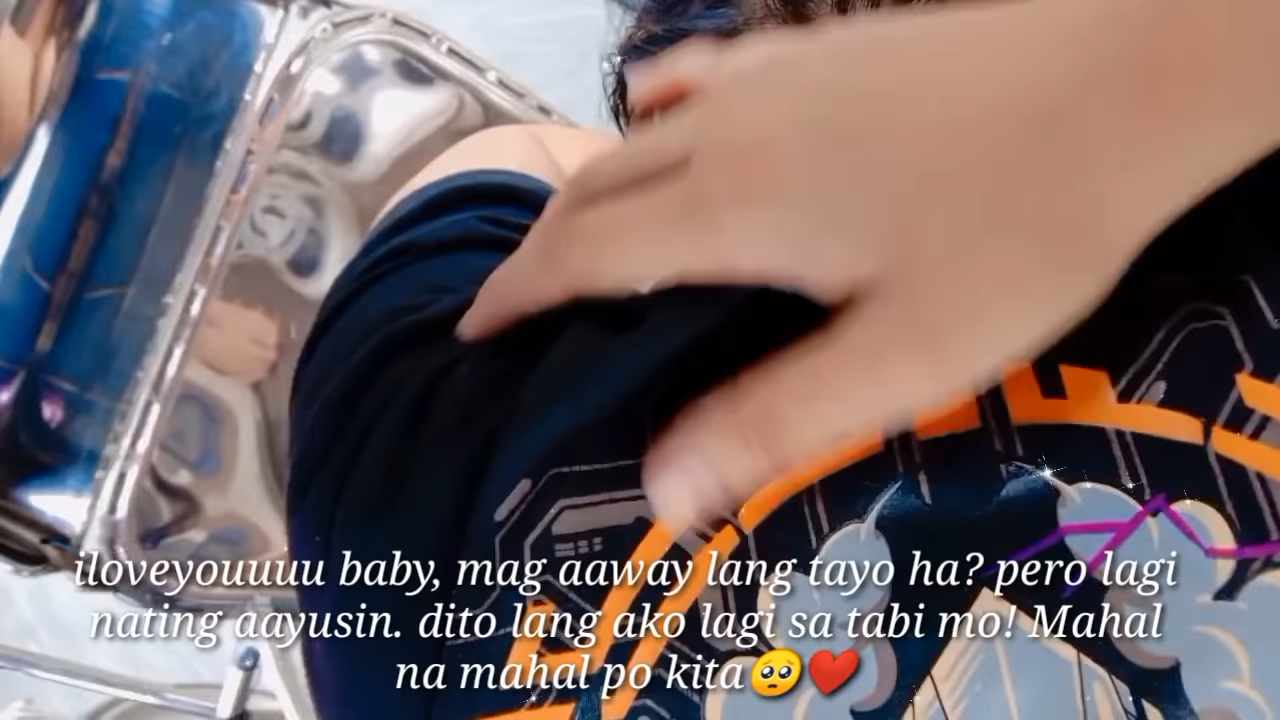 iloveyouuuu baby, mag aaway lang tayo ha? pero lagi
nating aayusin. dito lang ako lagi sa tabi mo! Mahal
na mahal po kita🥺❤️